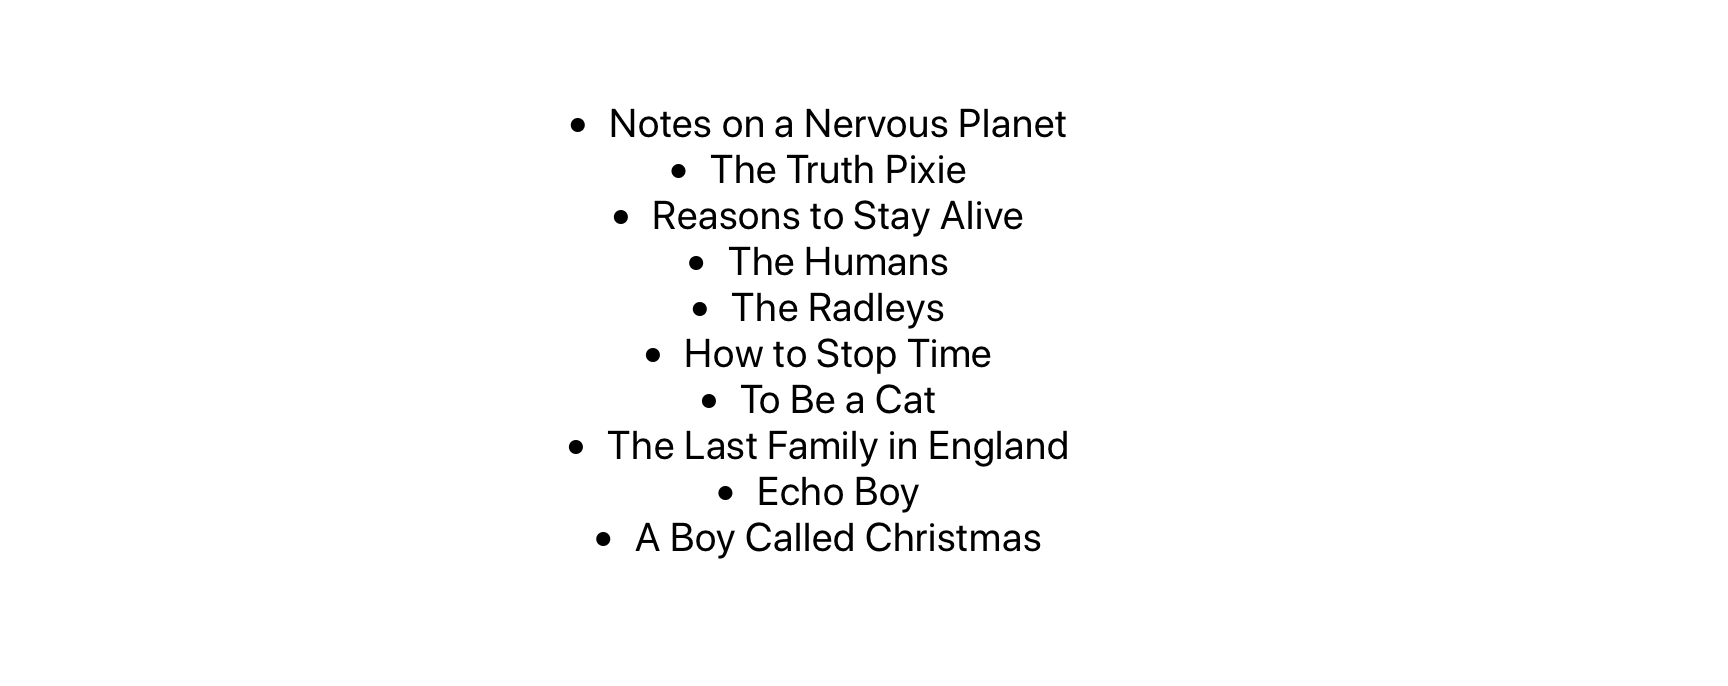 • Notes on a Nervous Planet
• The Truth Pixie
• Reasons to Stay Alive
• The Humans
• The Radleys
• How to Stop Time
• To Be a Cat
• The Last Family in England
• Echo Boy
• A Boy Called Christmas